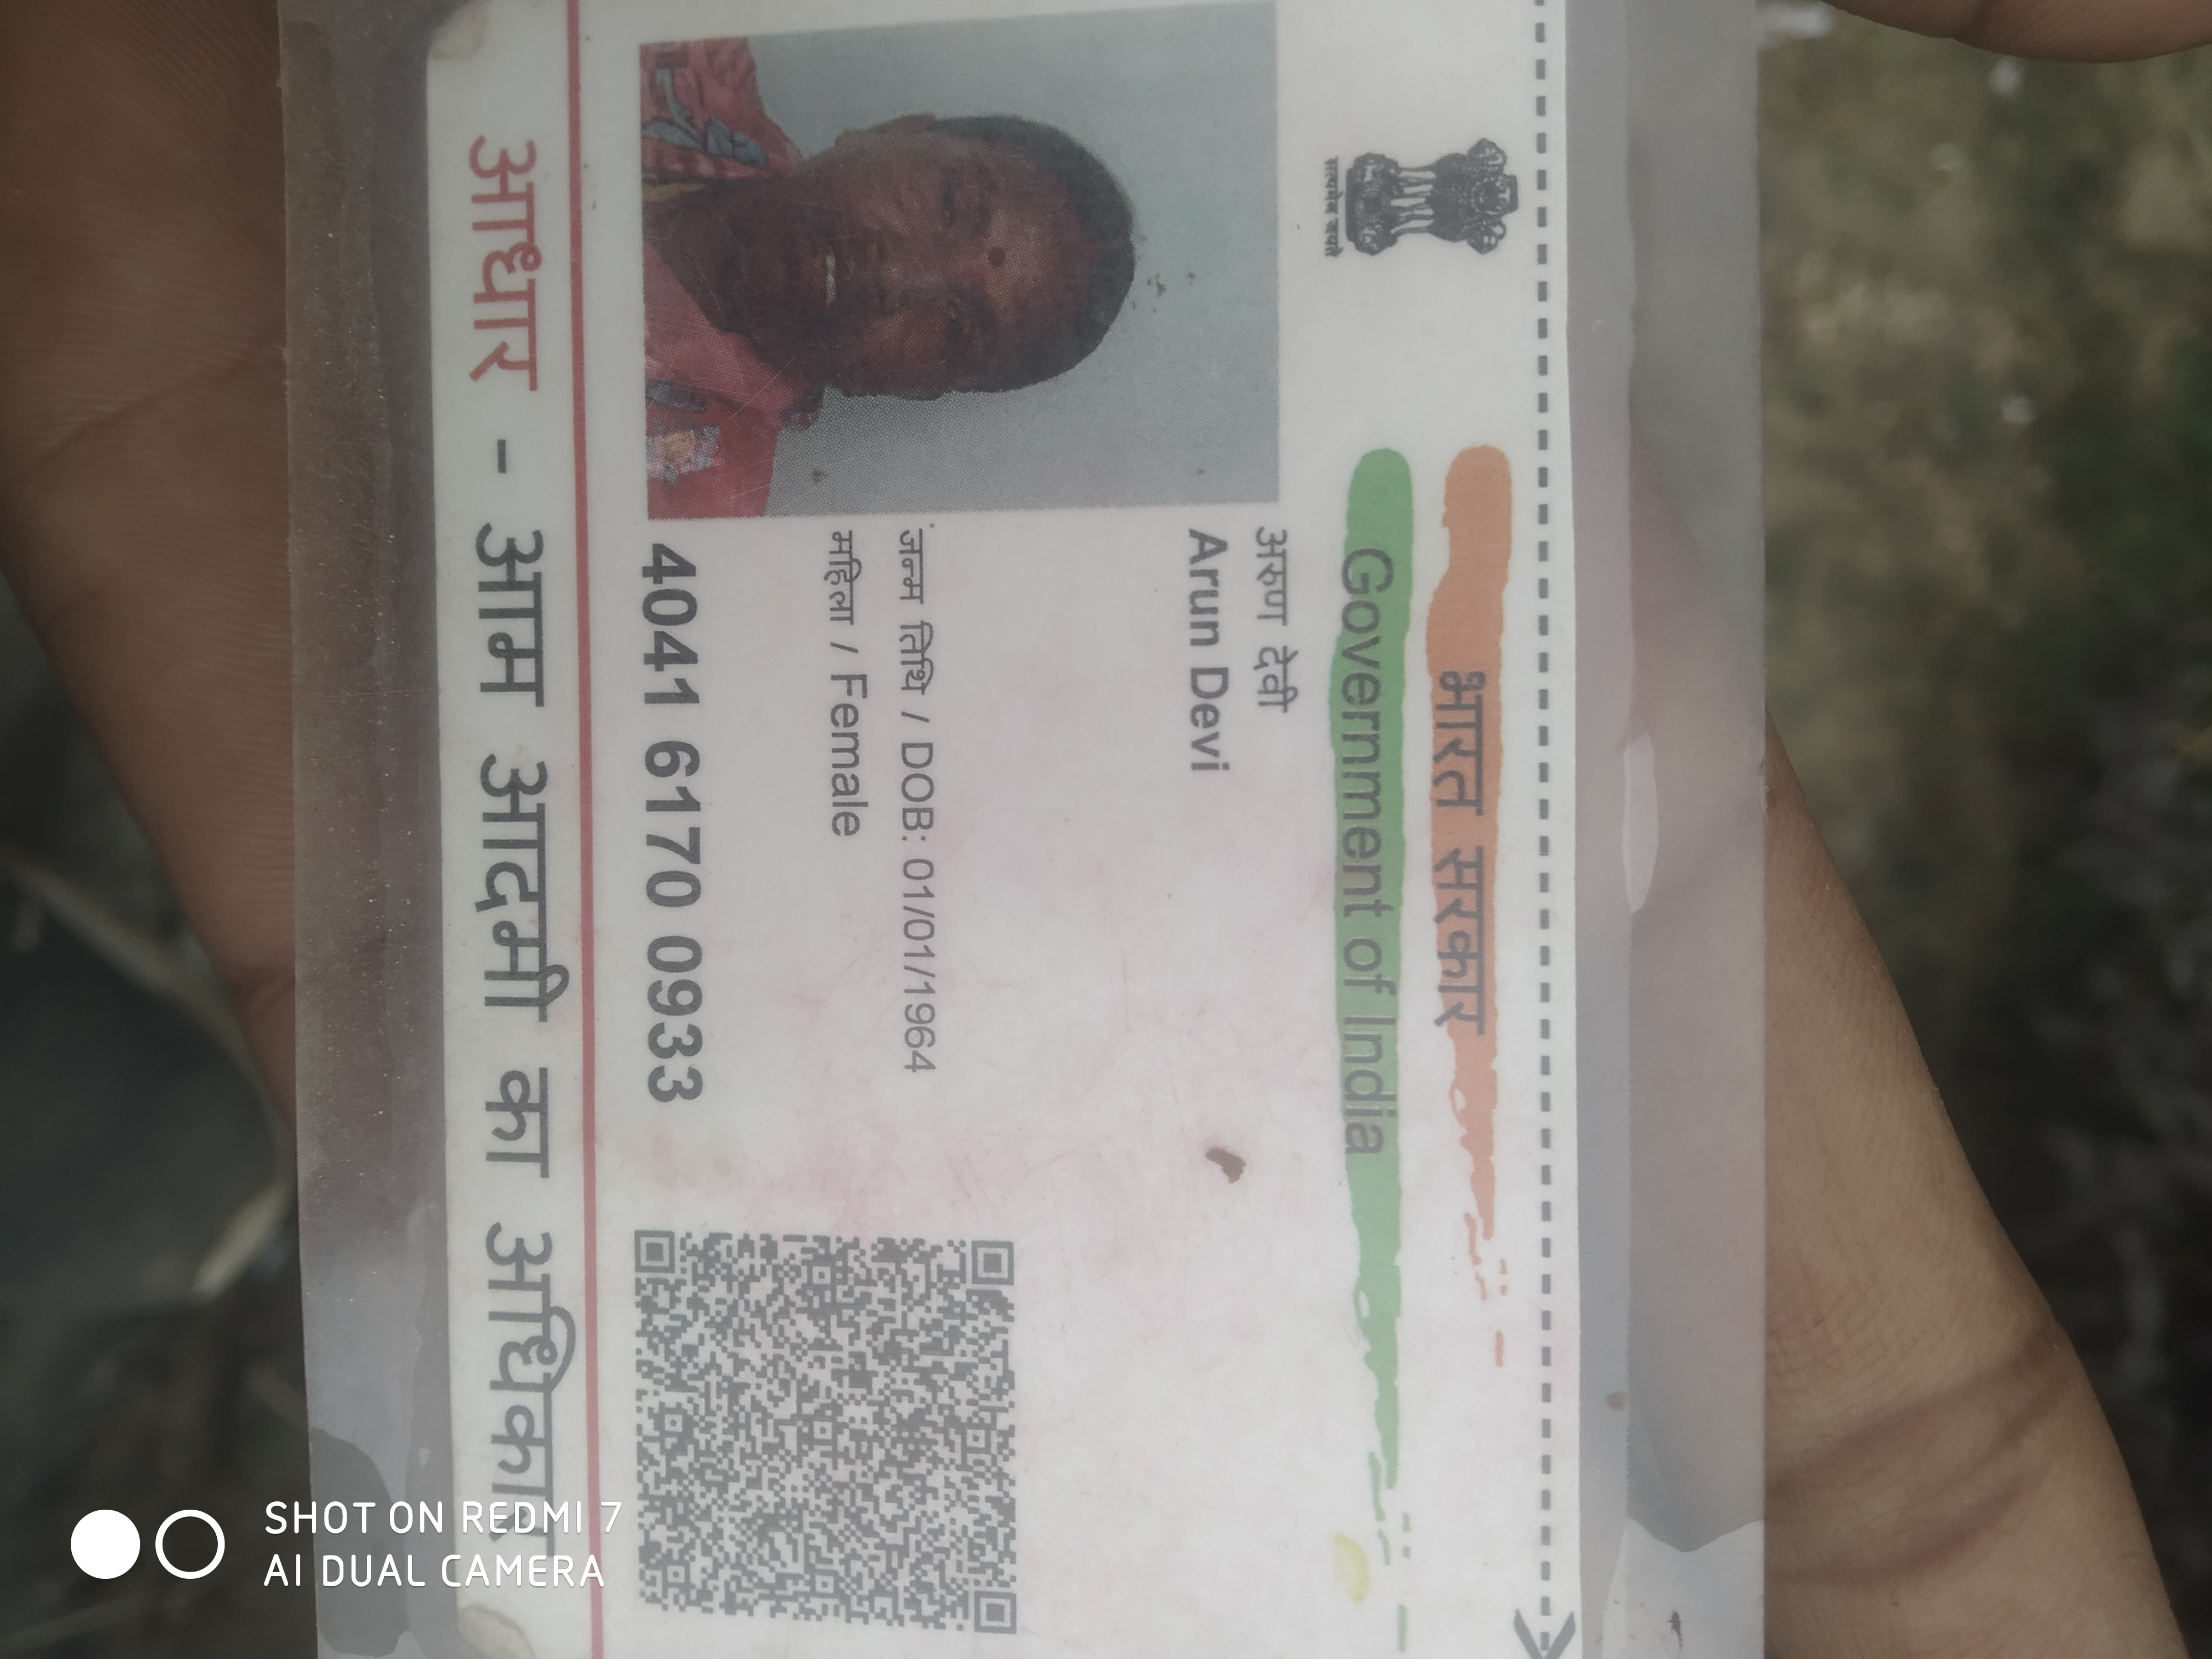 भारत सरकार
Government of India
सत्यमेव जयते
अरुण देवी
Arun Devi
जन्म तिथि / DOB: 01/01/1964
महिला / Female
4041 6170 0933
आधार - आम आदमी का अधिकार
SHOT ON REDMI 7
AI DUAL CAMERA